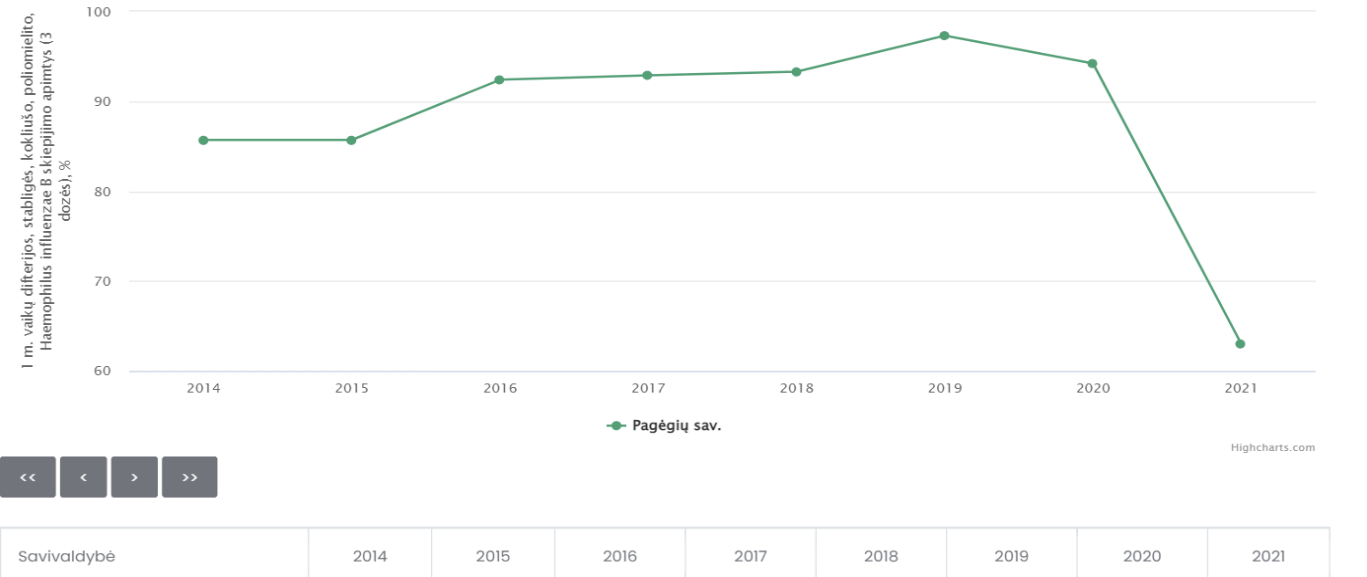 1 m. vaikų difterijos, stabligės, kokliušo, poliomielito,
Haemophilus influenzae B skiepijimo apimtys (3
dozės), %
100
90
80
70
60
2014 2015 2016 2017 2018 2019 2020 2021
Pagėgių sav.
Highcharts.com
<< < > >>
Savivaldybė 2014 2015 2016 2017 2018 2019 2020 2021